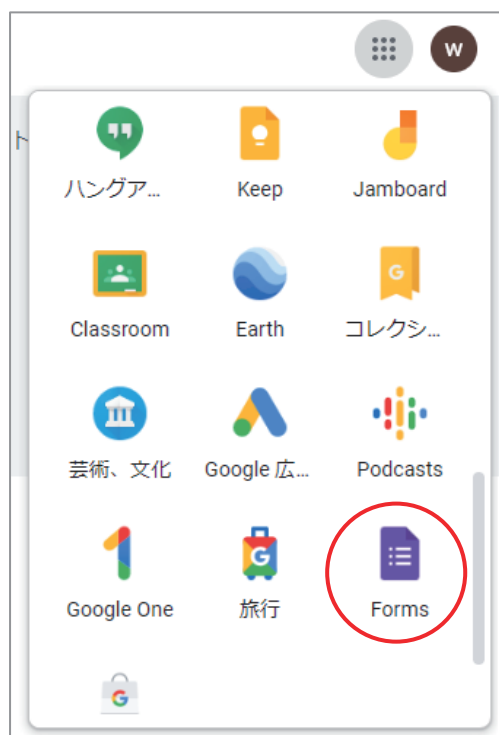 W
ト
ハングア...
Keep
Jamboard
Classroom
Earth
G
コレクシ...
芸術、文化
Google 広...
Podcasts
G
Google One
旅行
Forms
G